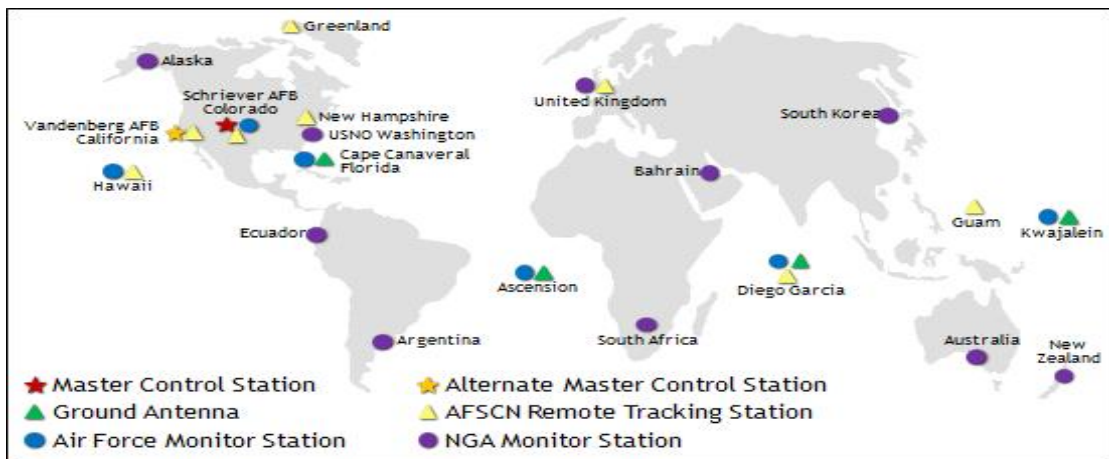 Greenland
Alaska
Schriever AFB
Colorado
New Hampshire
USNO Washington
Vandenberg AFB
California
Cape Canaveral
Florida
Hawaii
United Kingdom
South Korea
Bahrain
Guam
Kwajalein
Ecuador
Ascension
Diego Garcia
Argentina
South Africa
Australia
New
Zealand
Master Control Station
Alternate Master Control Station
Ground Antenna
AFSCN Remote Tracking Station
Air Force Monitor Station
NGA Monitor Station